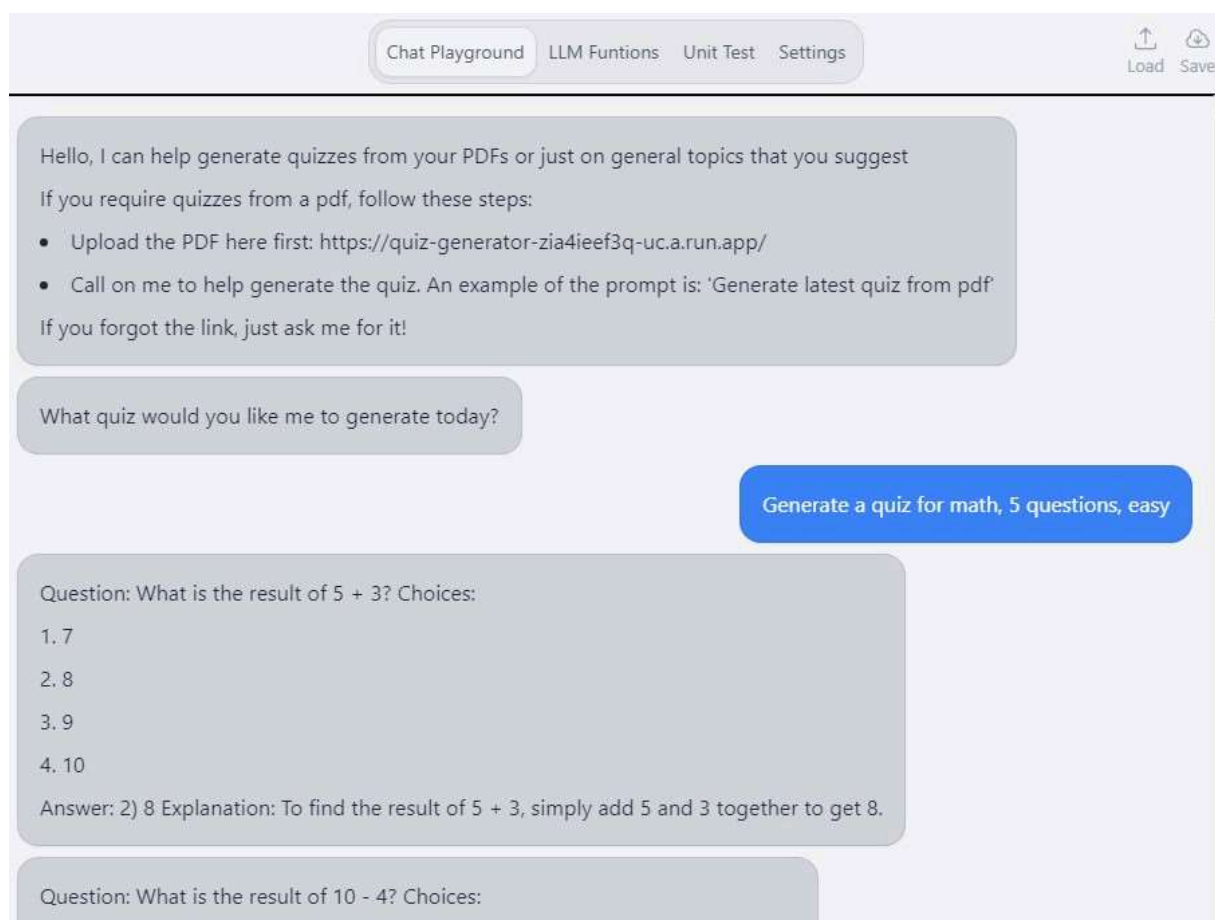 Chat Playground LLM Funtions Unit Test Settings
Load Save
Hello, I can help generate quizzes from your PDFs or just on general topics that you suggest
If you require quizzes from a pdf, follow these steps:
• Upload the PDF here first: https://quiz-generator-zia4ieef3q-uc.a.run.app/
• Call on me to help generate the quiz. An example of the prompt is: 'Generate latest quiz from pdf'
If you forgot the link, just ask me for it!
What quiz would you like me to generate today?
Generate a quiz for math, 5 questions, easy
Question: What is the result of 5 + 3? Choices:
1. 7
2. 8
3. 9
4. 10
Answer: 2) 8 Explanation: To find the result of 5 + 3, simply add 5 and 3 together to get 8.
Question: What is the result of 10 - 4? Choices: